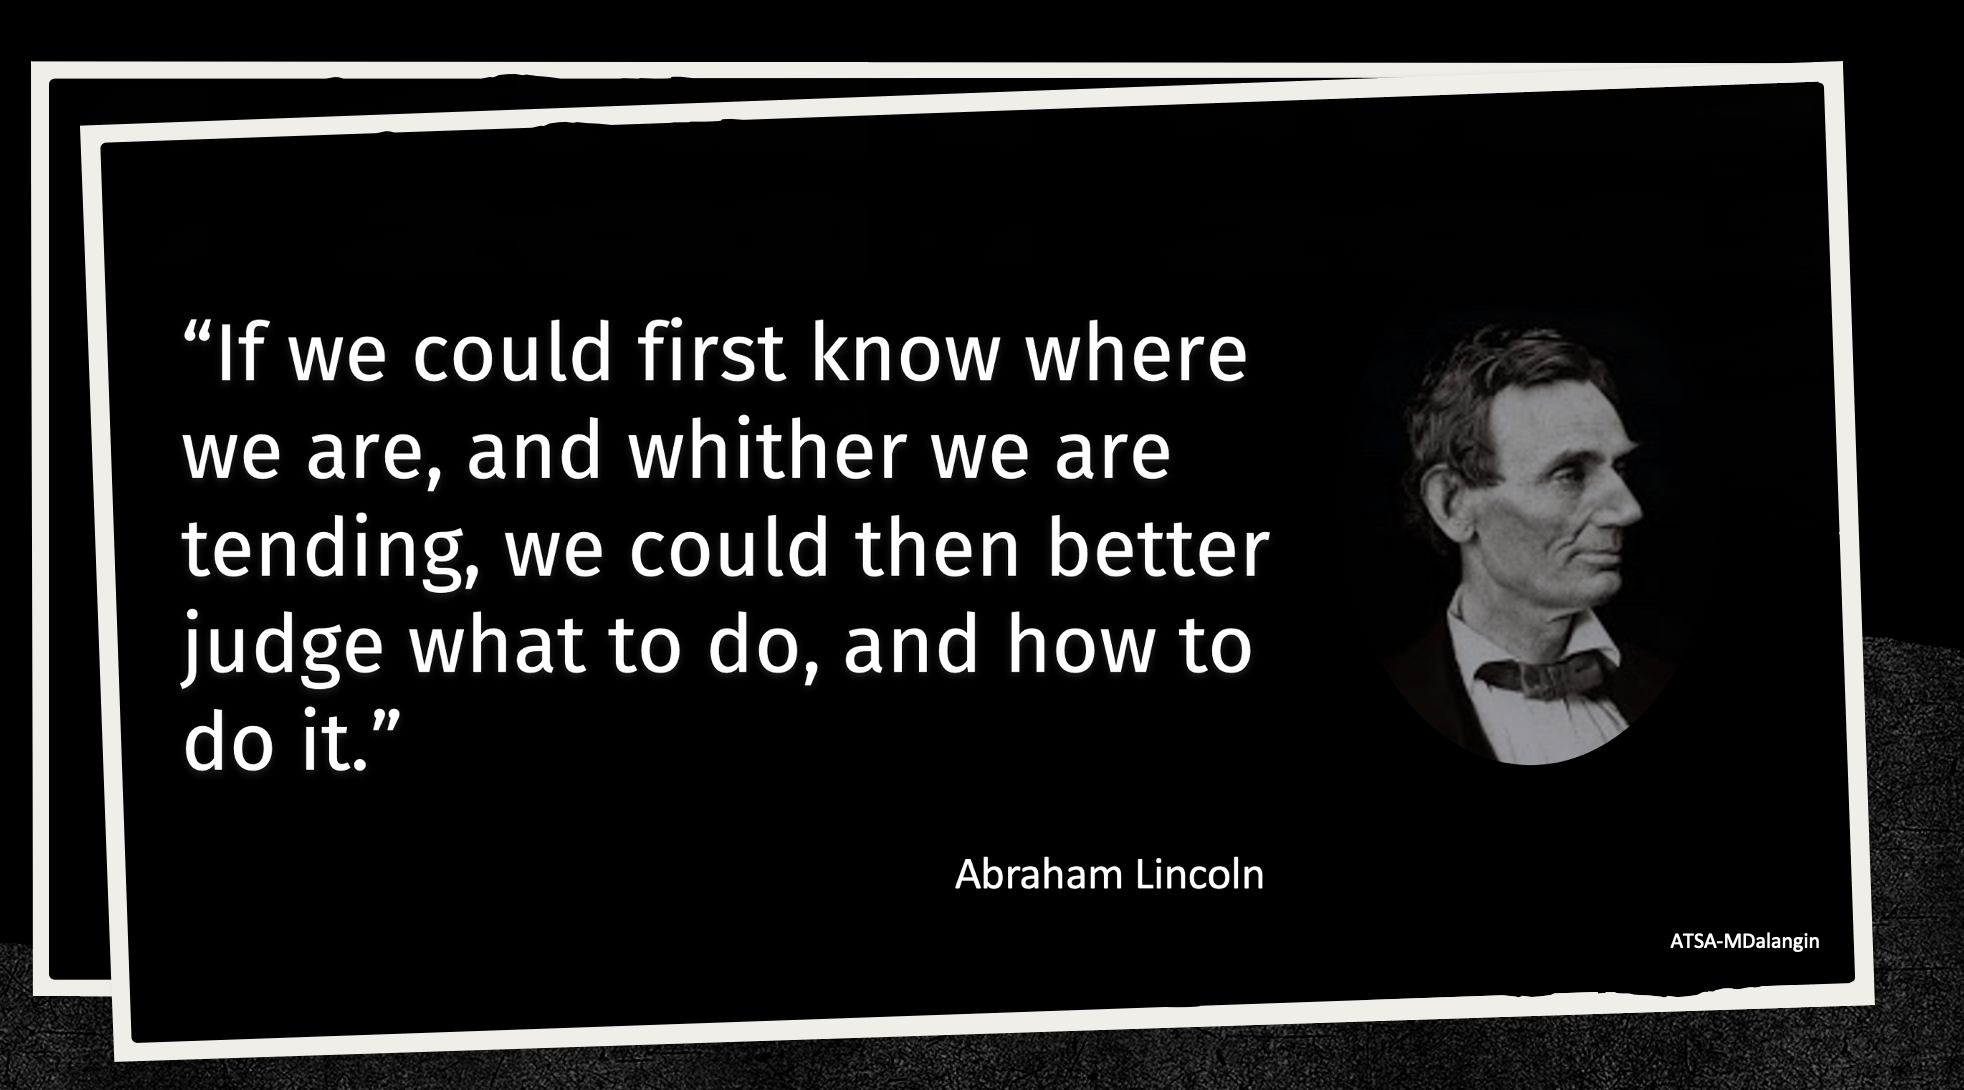 “If we could first know where
we are, and whither we are
tending, we could then better
judge what to do, and how to
do it.”
Abraham Lincoln
ATSA-MDalangin